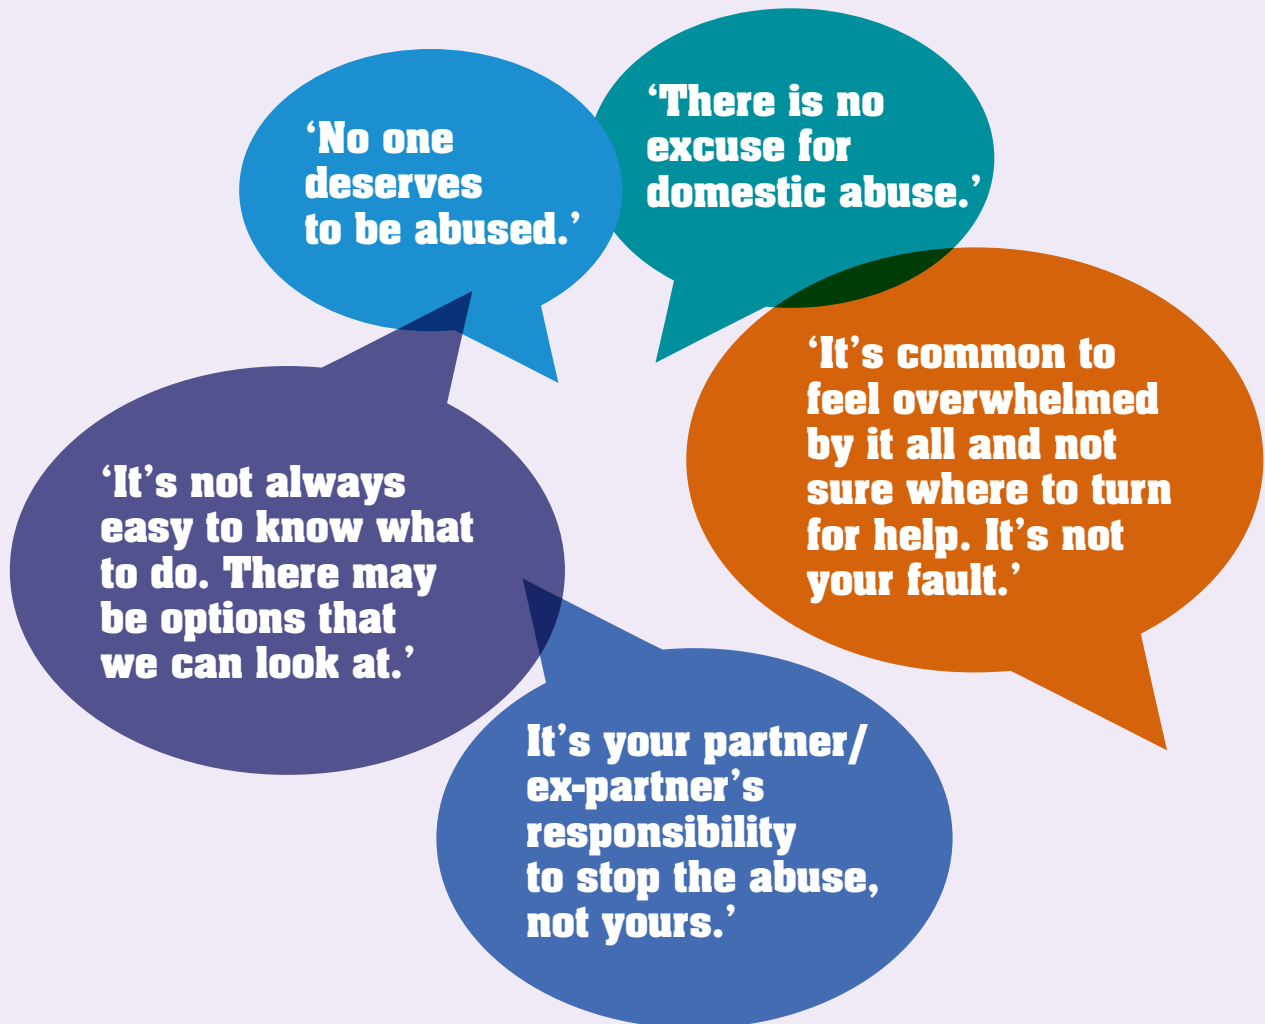 ‘No one
deserves
to be abused.’
‘There is no
excuse for
domestic abuse.’
‘It’s common to
feel overwhelmed
by it all and not
sure where to turn
for help. It’s not
your fault.’
‘It’s not always
easy to know what
to do. There may
be options that
we can look at.’
It’s your partner/
ex-partner’s
responsibility
to stop the abuse,
not yours.’